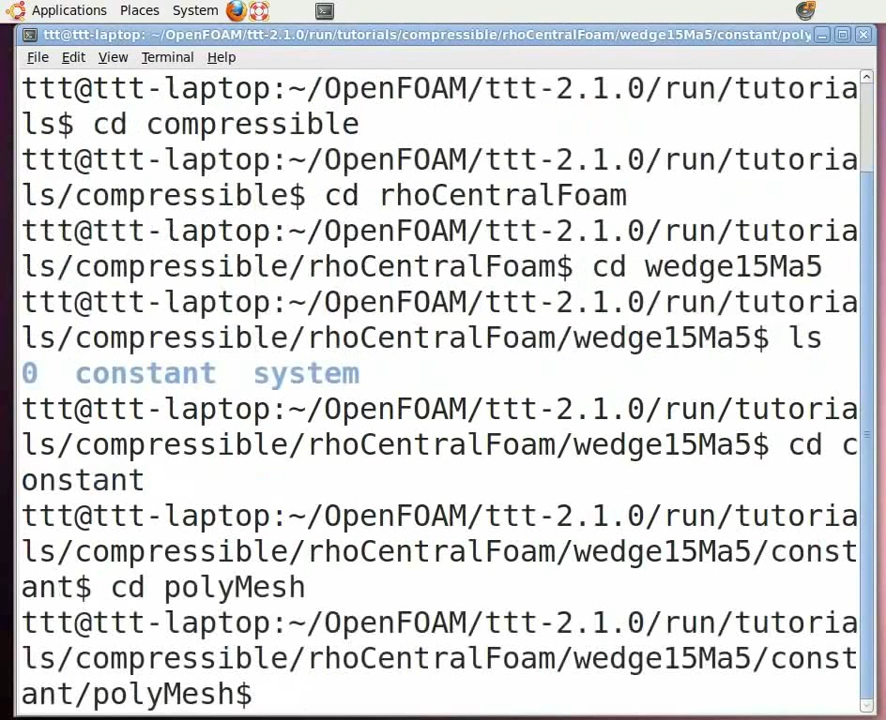 Applications Places System
ttt@ttt-laptop: ~/OpenFOAM/ttt-2.1.0/run/tutorials/compressible/rhoCentralFoam/wedge15Ma5/constant/poly
File Edit View Terminal Help
ttt@ttt-laptop:~/OpenFOAM/ttt-2.1.0/run/tutoria
ls$ cd compressible
ttt@ttt-laptop:~/OpenFOAM/ttt-2.1.0/run/tutoria
ls/compressible$ cd rhoCentralFoam
ttt@ttt-laptop:~/OpenFOAM/ttt-2.1.0/run/tutoria
ls/compressible/rhoCentralFoam$ cd wedge15Ma5
ttt@ttt-laptop:~/OpenFOAM/ttt-2.1.0/run/tutoria
ls/compressible/rhoCentralFoam/wedge15Ma5$ ls
0  constant  system
ttt@ttt-laptop:~/OpenFOAM/ttt-2.1.0/run/tutoria
ls/compressible/rhoCentralFoam/wedge15Ma5$ cd c
onstant
ttt@ttt-laptop:~/OpenFOAM/ttt-2.1.0/run/tutoria
ls/compressible/rhoCentralFoam/wedge15Ma5/const
ant$ cd polyMesh
ttt@ttt-laptop:~/OpenFOAM/ttt-2.1.0/run/tutoria
ls/compressible/rhoCentralFoam/wedge15Ma5/const
ant/polyMesh$